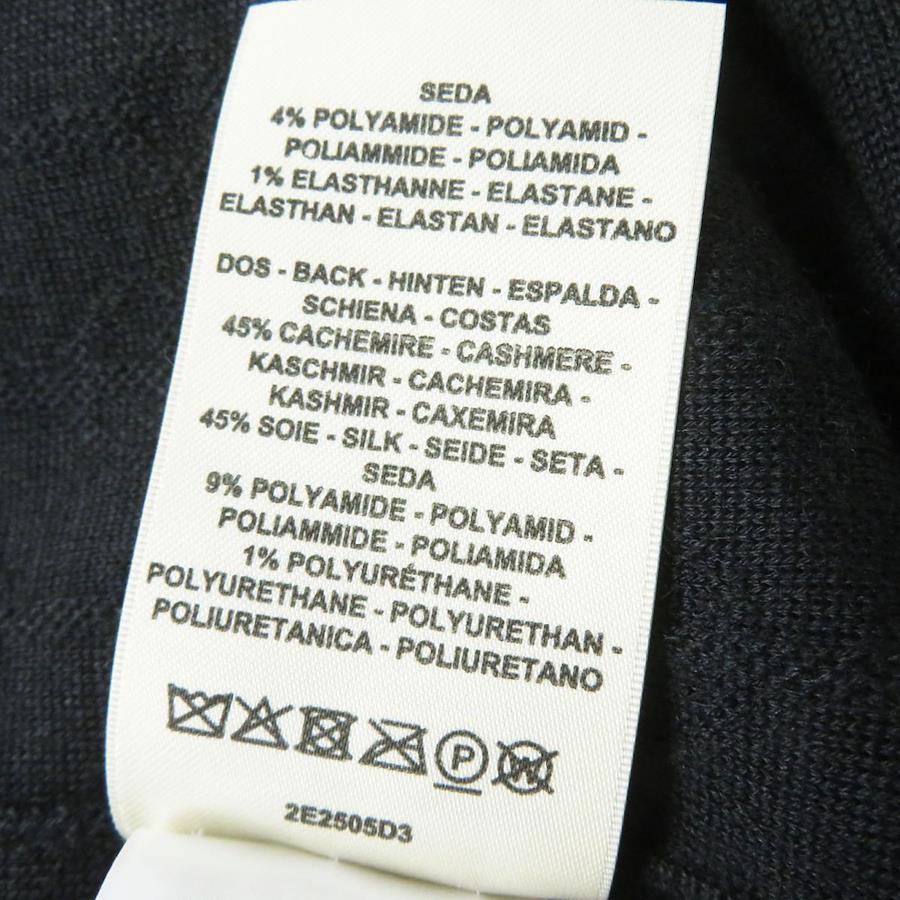 SEDA
4% POLYAMIDE - POLYAMID -
POLIAMMIDE - POLIAMIDA
1% ELASTHANNE - ELASTANE -
ELASTHAN - ELASTAN - ELASTANO
DOS - BACK - HINTEN - ESPALDA -
SCHIENA - COSTAS
45% CACHEMIRE - CASHMERE -
KASCHMIR - CACHEMIRA -
KASHMIR - CAXEMIRA
45% SOIE - SILK - SEIDE - SETA -
SEDA
9% POLYAMIDE - POLYAMID -
POLIAMMIDE - POLIAMIDA
1% POLYURÉTHANE -
POLYURETHANE - POLYURETHAN -
POLIURETANICA - POLIURETANO
P W
2E2505D3